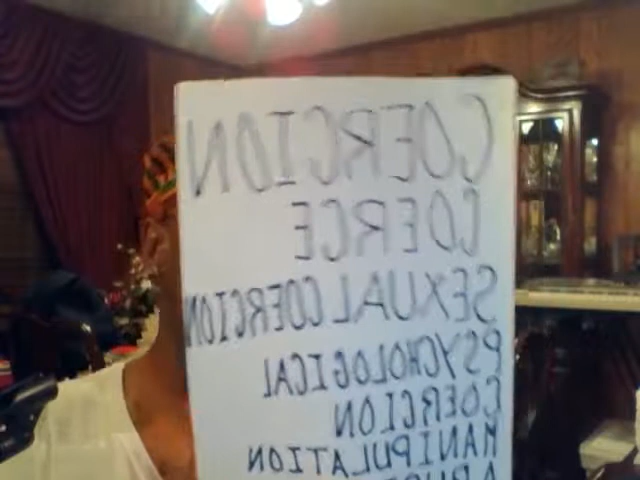 COERCION
COERCE
SEXUAL COERCION
PSYCHOLOGICAL
COERCION
MANIPULATION